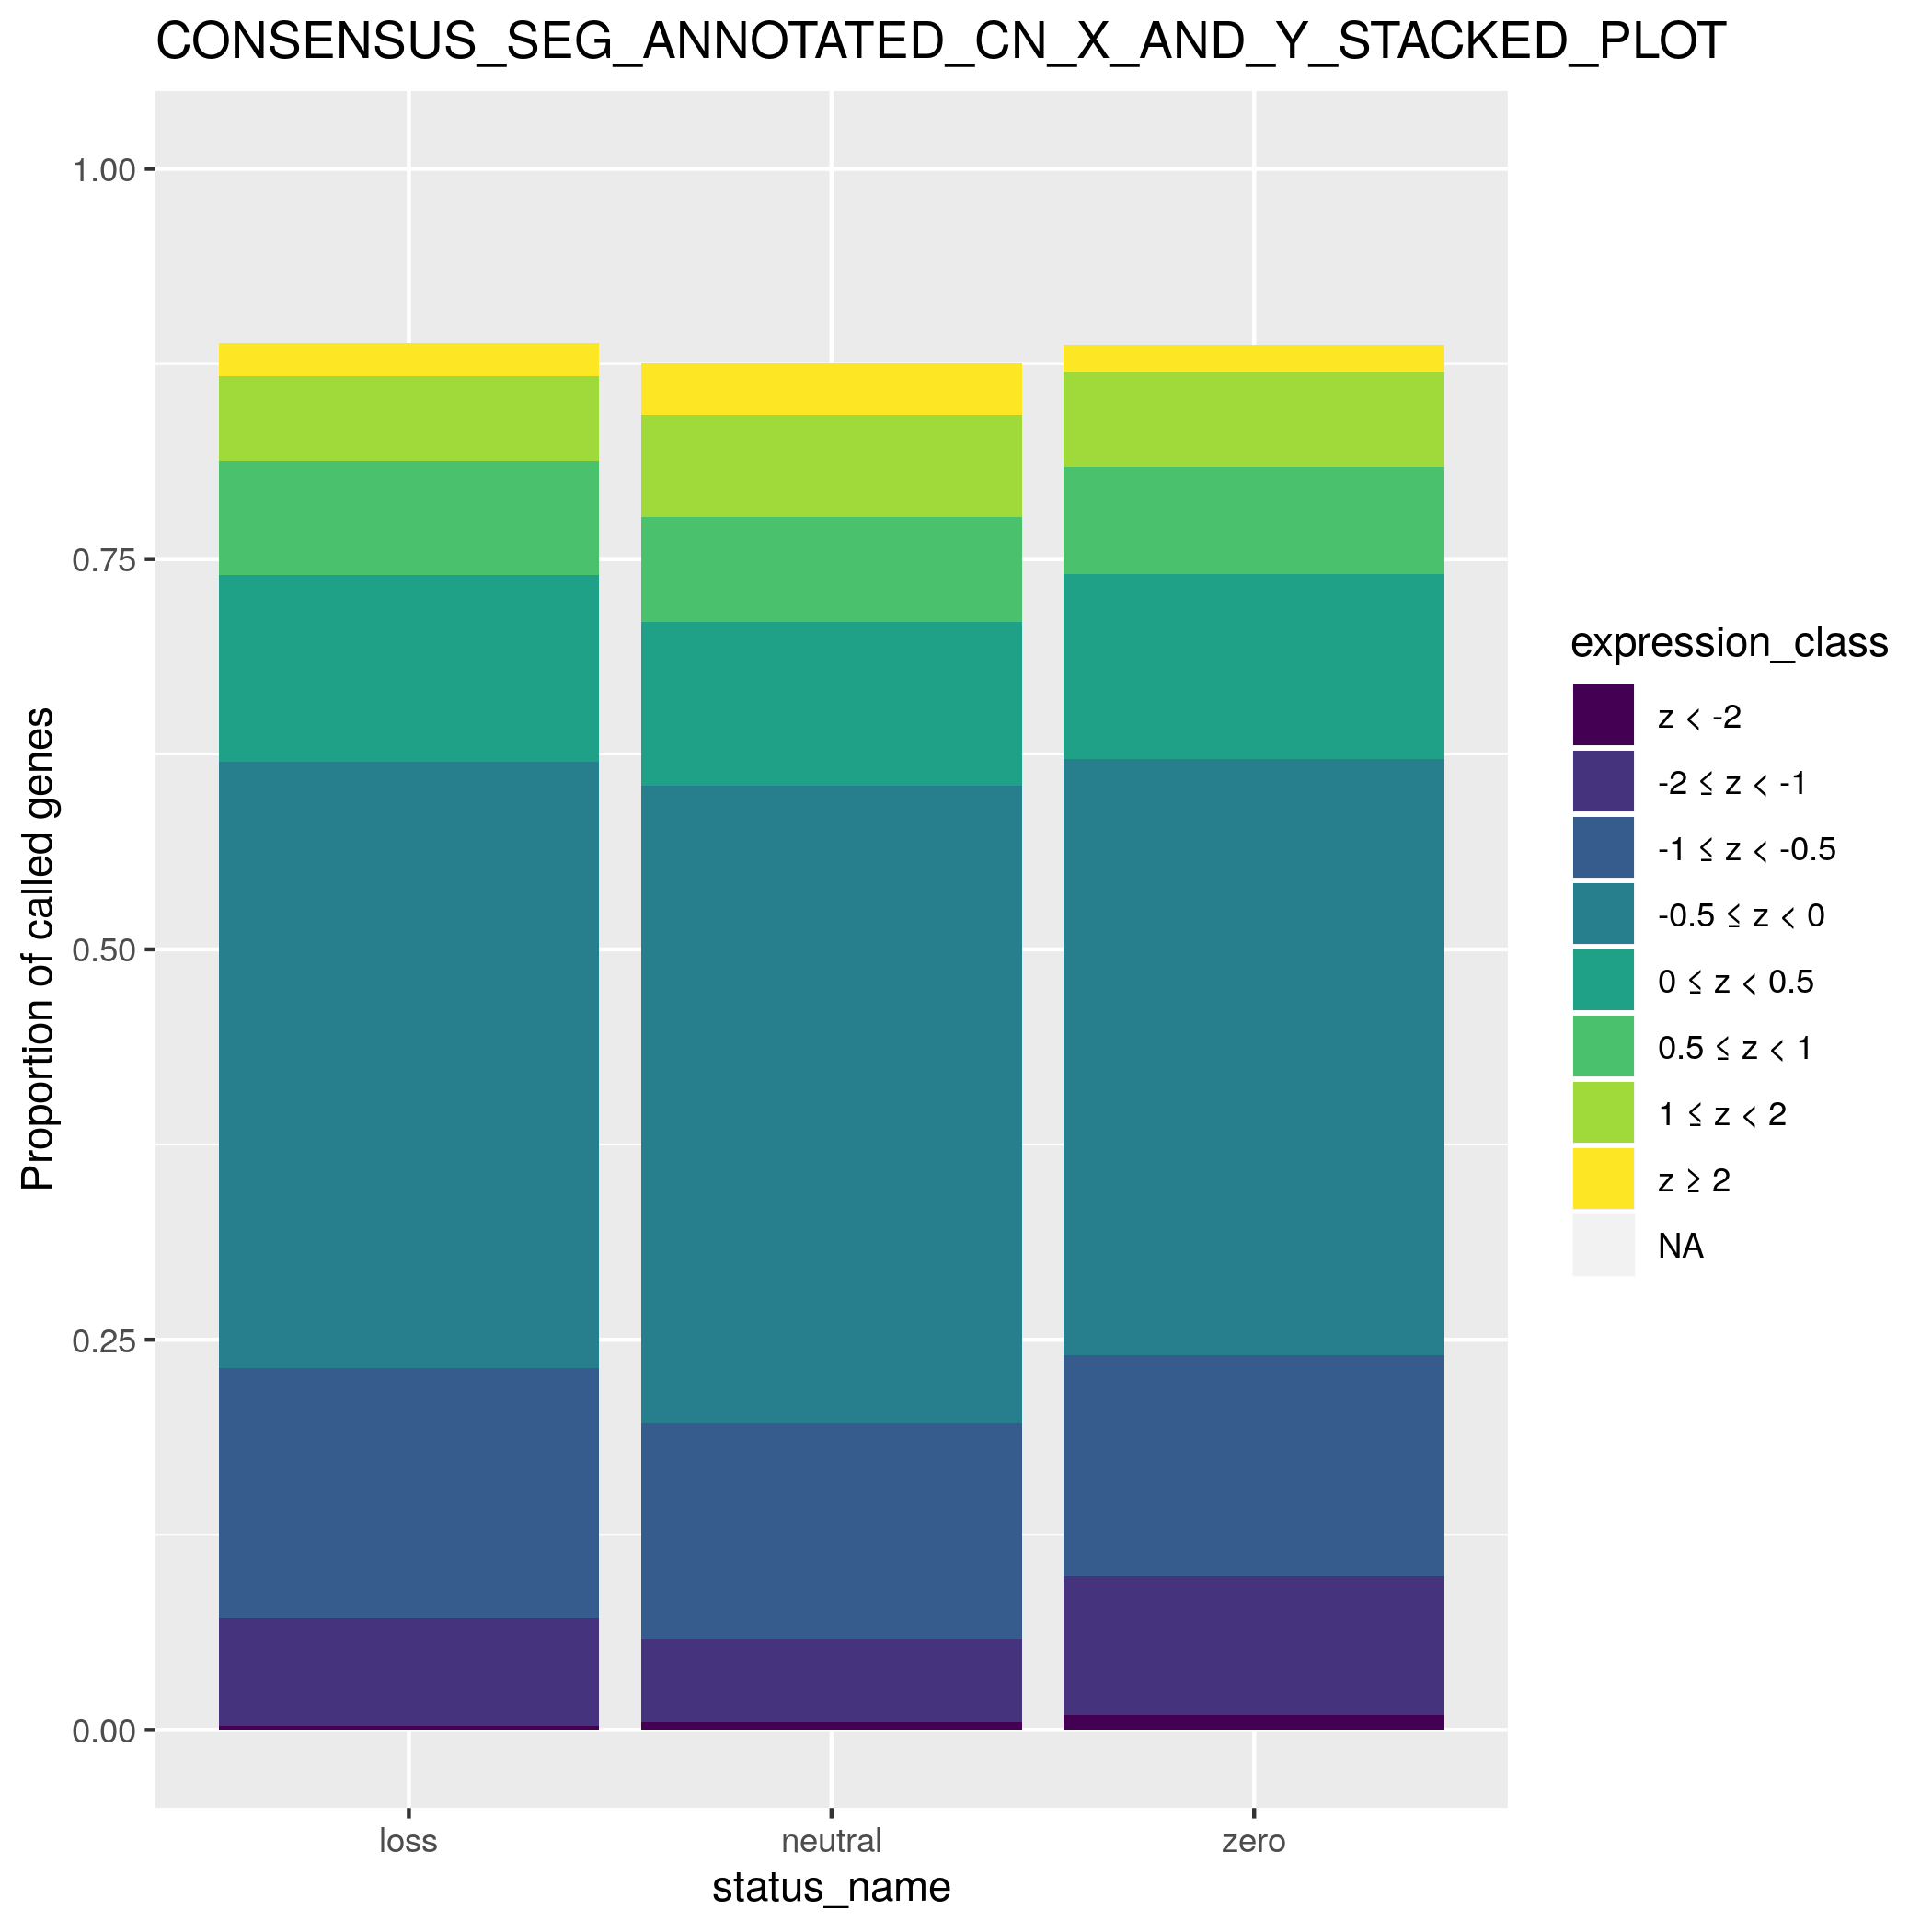 CONSENSUS_SEG_ANNOTATED_CN_X_AND_Y_STACKED_PLOT
Proportion of called genes
1.00
0.75
0.50
0.25
0.00
loss
neutral
zero
status_name
expression_class
z < -2
-2 ≤ z < -1
-1 ≤ z < -0.5
-0.5 ≤ z < 0
0 ≤ z < 0.5
0.5 ≤ z < 1
1 ≤ z < 2
z ≥ 2
NA